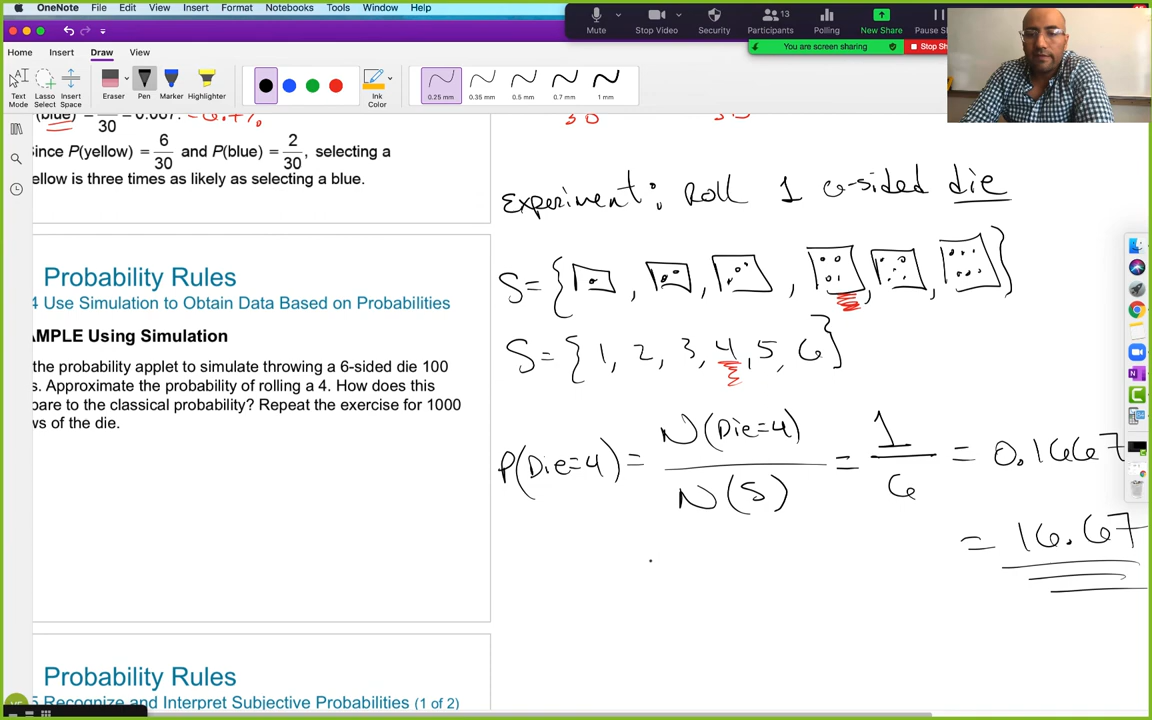 OneNote File Edit View Insert Format Notebooks Tools Window Help
Mute Stop Video Security Participants 13 Polling New Share Pause
You are screen sharing Stop
Home Insert Draw View
Text Mode Lasso Select Insert Space Eraser Pen Marker Highlighter Ink Color 0.25 mm 0.35 mm 0.5 mm 0.7 mm 1 mm
(blue) = 30
ince P(yellow) = 6/30 and P(blue) = 2/30, selecting a
ellow is three times as likely as selecting a blue.
Experiment: Roll 1 6-sided die
S = { , , , , , }
Probability Rules
4 Use Simulation to Obtain Data Based on Probabilities
AMPLE Using Simulation
the probability applet to simulate throwing a 6-sided die 100
s. Approximate the probability of rolling a 4. How does this
pare to the classical probability? Repeat the exercise for 1000
ws of the die.
S = { 1, 2, 3, 4, 5, 6 }
P(Die=4) = N(Die=4)/N(S) = 1/6 = 0.1667
= 16.67
Probability Rules
5 Recognize and Interpret Subjective Probabilities (1 of 2)